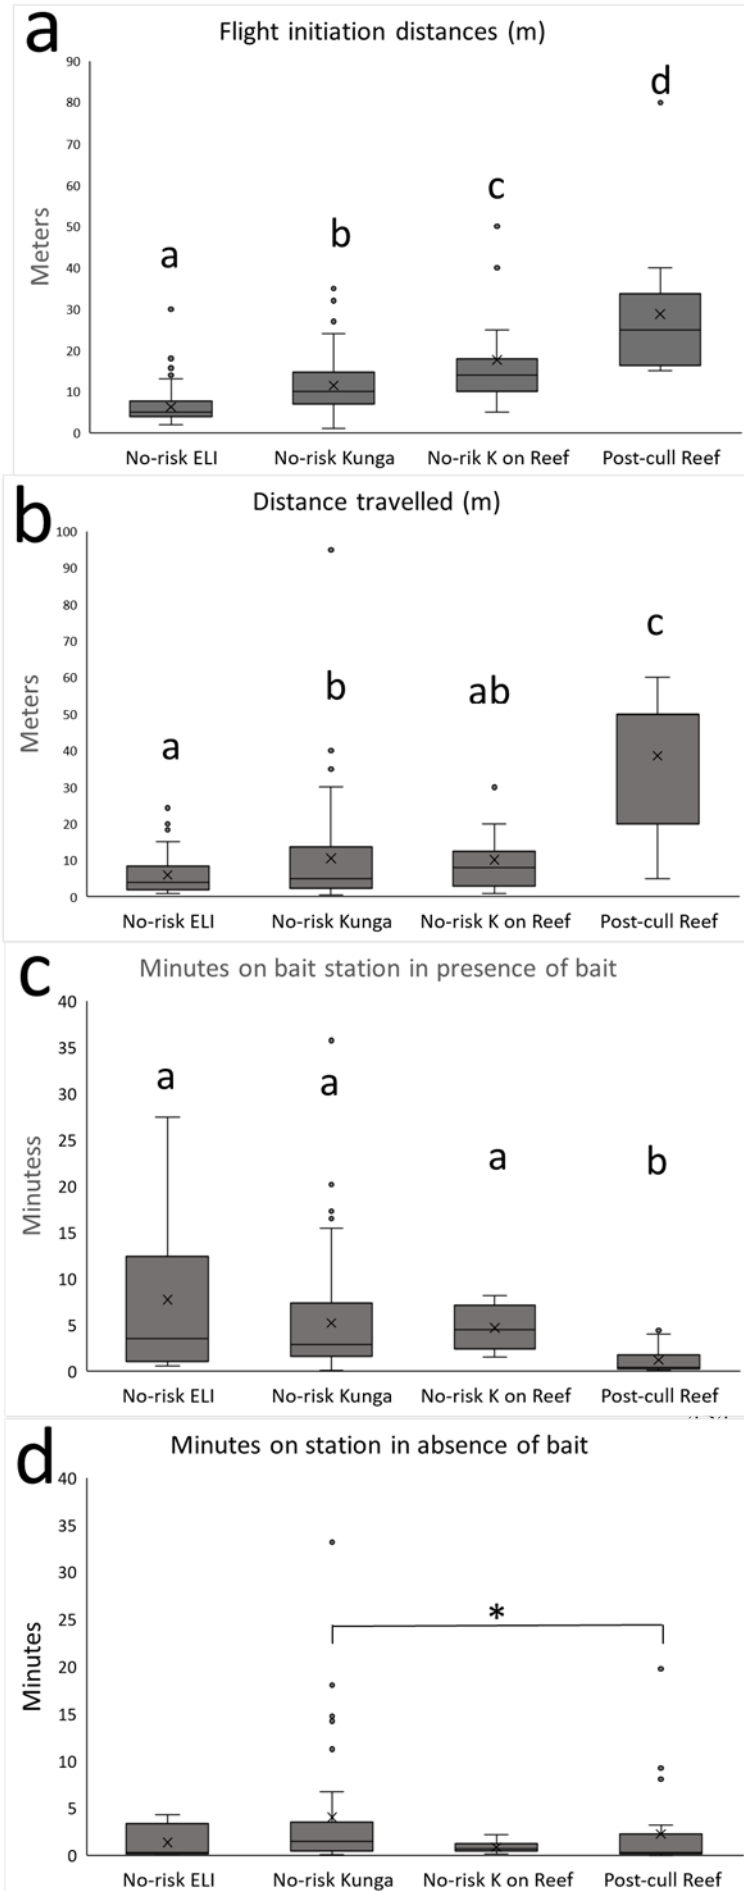 a
Flight initiation distances (m)
90
80
70
60
50
40
30
20
10
0
Meters
a
b
c
d
No-risk ELI
No-risk Kunga
No-rik K on Reef
Post-cull Reef
b
Distance travelled (m)
100
90
80
70
60
50
40
30
20
10
0
Meters
a
b
ab
c
No-risk ELI
No-risk Kunga
No-risk K on Reef
Post-cull Reef
c
Minutes on bait station in presence of bait
40
35
30
25
20
15
10
5
0
Minutess
a
a
a
b
No-risk ELI
No-risk Kunga
No-risk K on Reef
Post-cull Reef
d
Minutes on station in absence of bait
40
35
30
25
20
15
10
5
0
Minutes
*
No-risk ELI
No-risk Kunga
No-risk K on Reef
Post-cull Reef